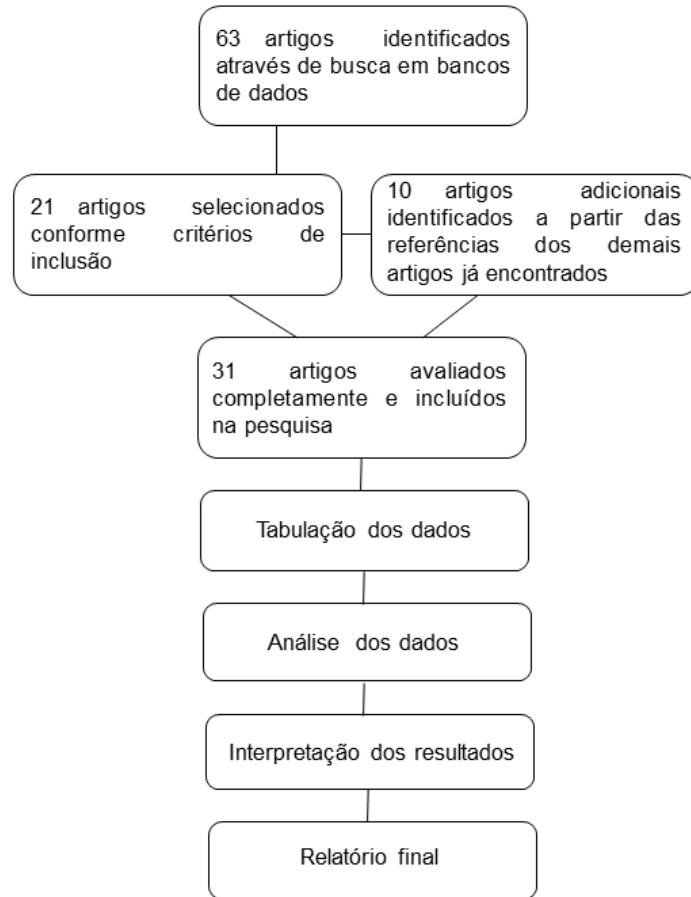 63 artigos identificados
através de busca em bancos
de dados
21 artigos selecionados
conforme critérios de
inclusão
10 artigos adicionais
identificados a partir das
referências dos demais
artigos já encontrados
31 artigos avaliados
completamente e incluídos
na pesquisa
Tabulação dos dados
Análise dos dados
Interpretação dos resultados
Relatório final